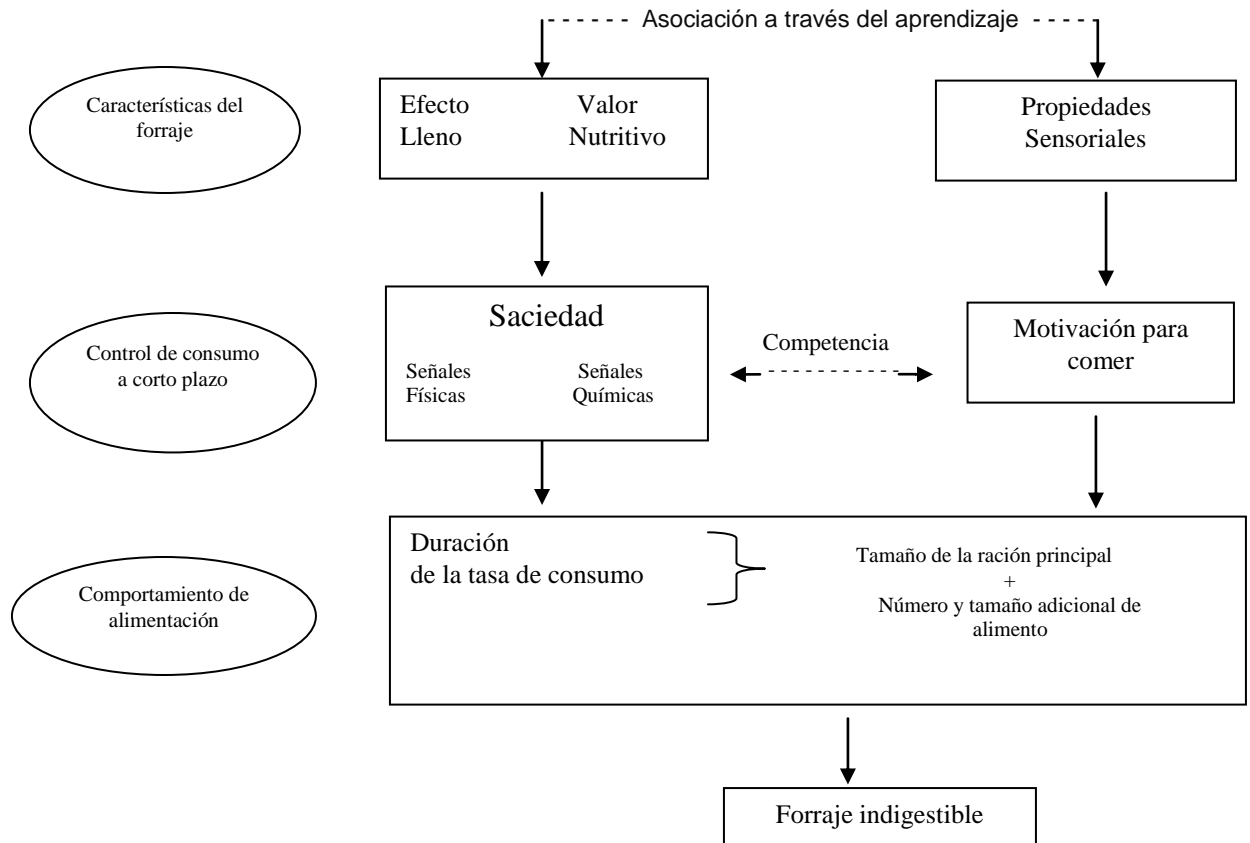 Asociación a través del aprendizaje
Características del
forraje
Efecto Valor
Lleno Nutritivo
Propiedades
Sensoriales
Control de consumo
a corto plazo
Saciedad
Señales Señales
Físicas Químicas
Competencia
Motivación para
comer
Comportamiento de
alimentación
Duración
de la tasa de consumo
Tamaño de la ración principal
+
Número y tamaño adicional de
alimento
Forraje indigestible